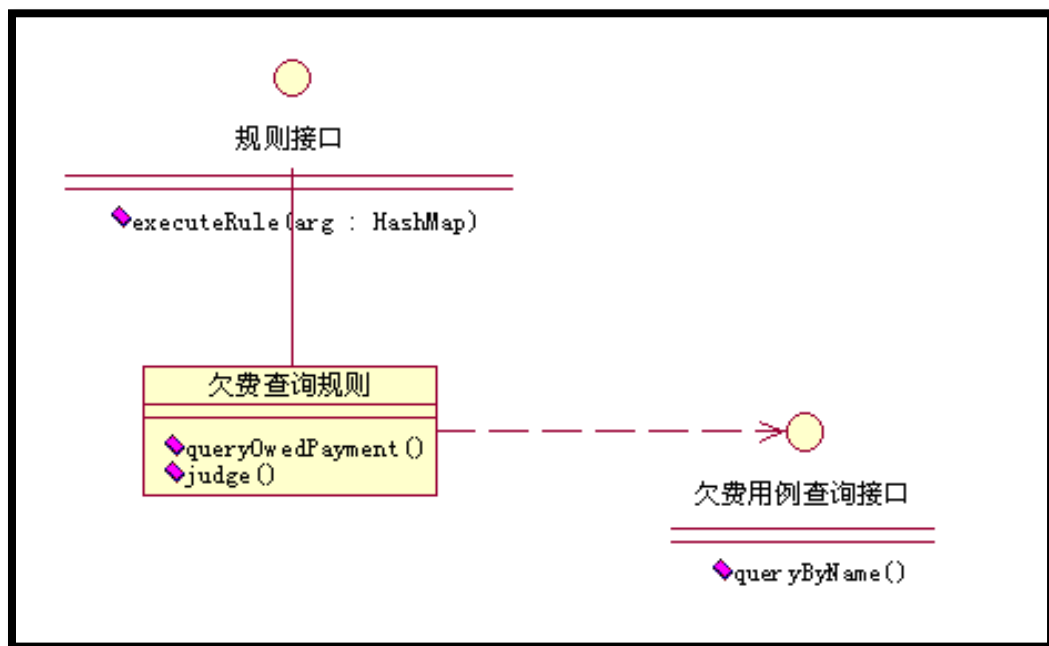 规则接口
executeRule(arg : HashMap)
欠费查询规则
queryOwedPayment()
judge()
欠费用例查询接口
queryByName()